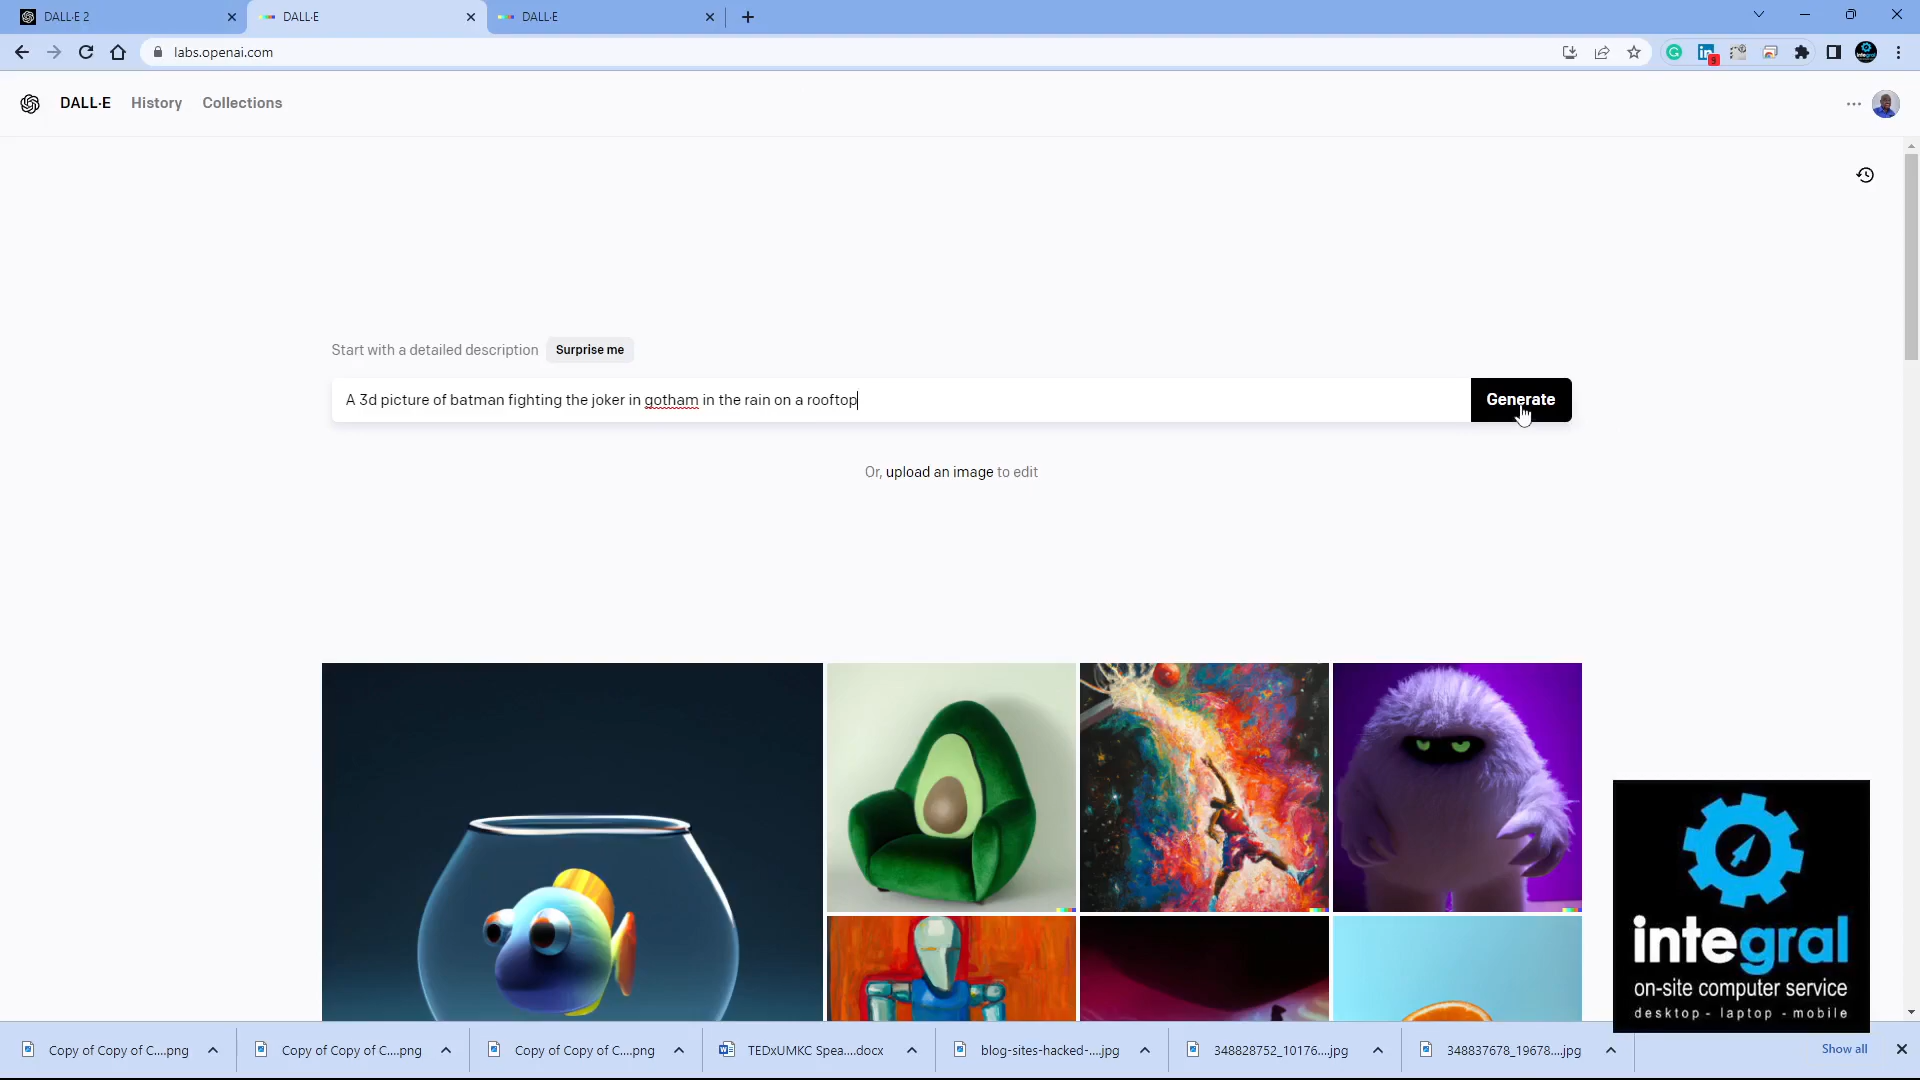 DALL·E 2
DALL·E
DALL·E
labs.openai.com
9
DALL·E History Collections
Start with a detailed description Surprise me
A 3d picture of batman fighting the joker in gotham in the rain on a rooftop
Generate
Or, upload an image to edit
integral
on-site computer service
desktop - laptop - mobile
Copy of Copy of C....png
Copy of Copy of C....png
Copy of Copy of C....png
TEDxUMKC Spea....docx
blog-sites-hacked-....jpg
348828752_10176....jpg
348837678_19678....jpg
Show all